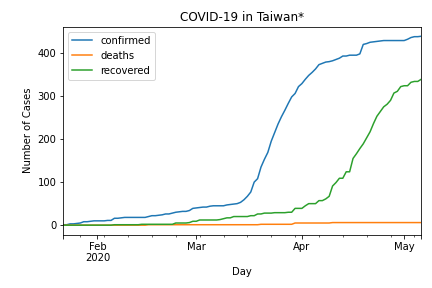 COVID-19 in Taiwan*
confirmed
deaths
recovered
Number of Cases
400
300
200
100
0
Feb
2020
Mar
Apr
May
Day